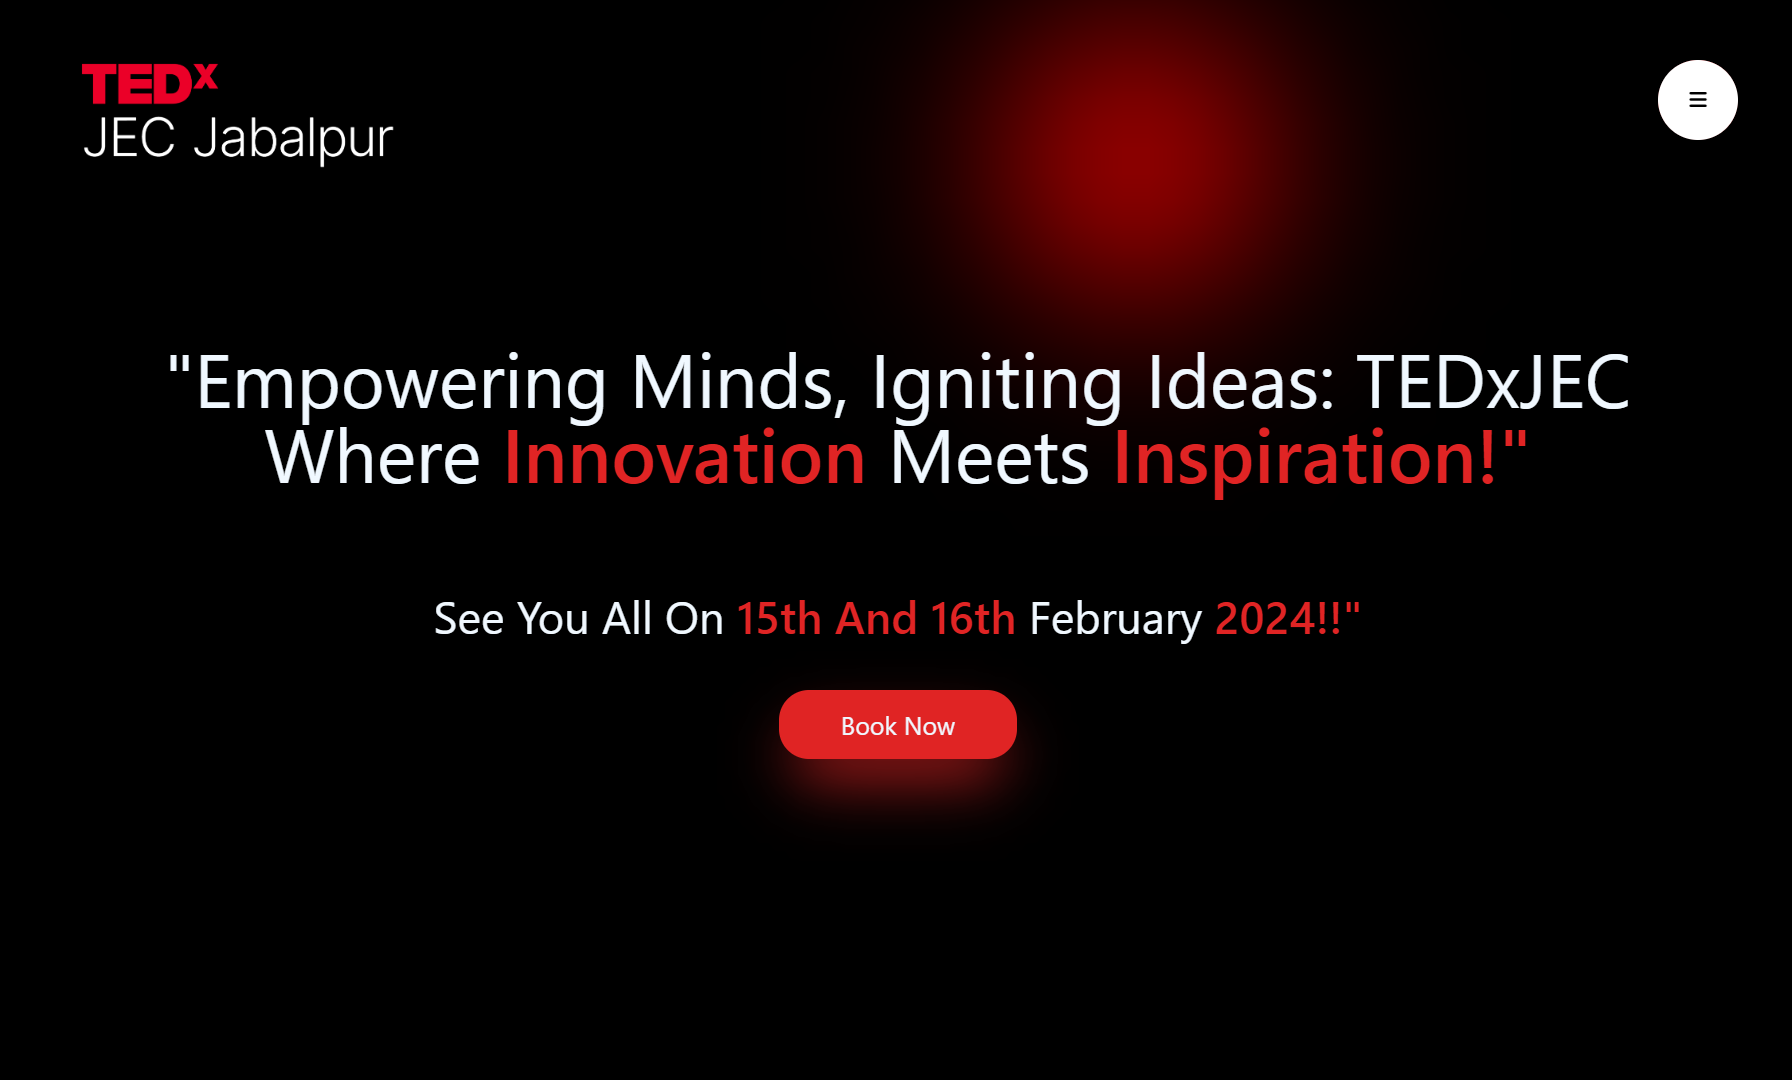 TEDx
JEC Jabalpur
"Empowering Minds, Igniting Ideas: TEDxJEC
Where Innovation Meets Inspiration!"
See You All On 15th And 16th February 2024!!"
Book Now